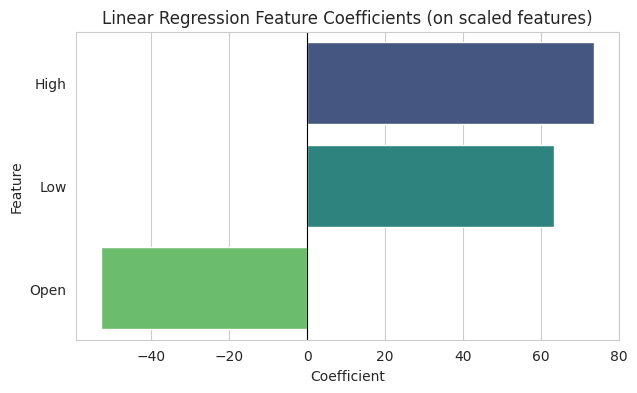 Linear Regression Feature Coefficients (on scaled features)
High
Low
Open
Feature
−40 −20 0 20 40 60 80
Coefficient